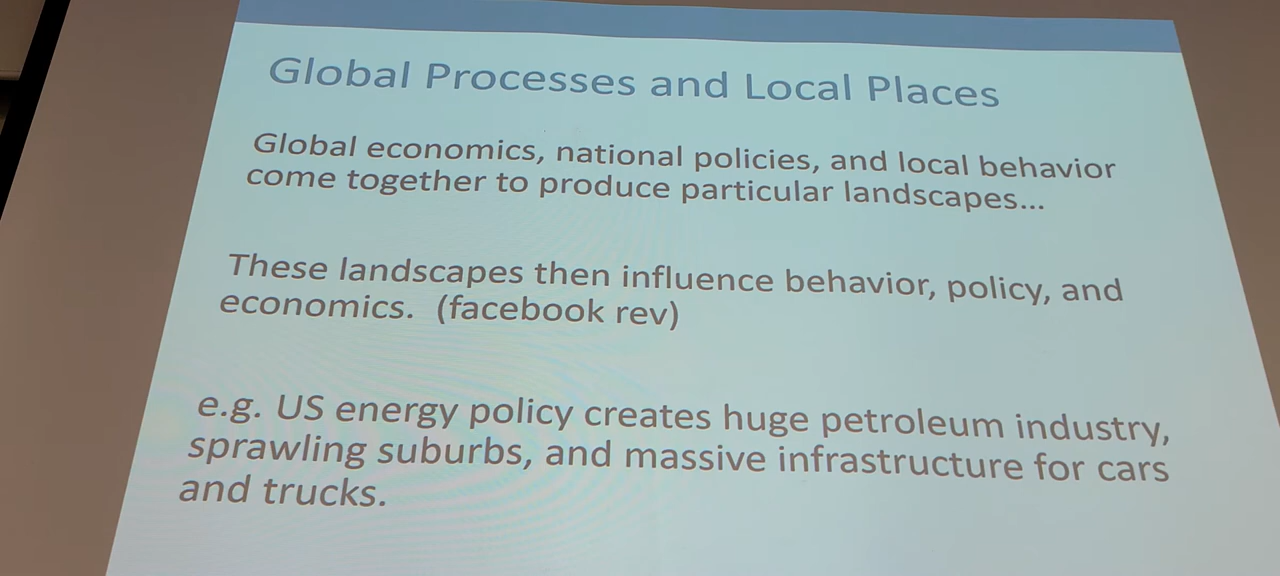 Global Processes and Local Places
Global economics, national policies, and local behavior
come together to produce particular landscapes...
These landscapes then influence behavior, policy, and
economics.  (facebook rev)
e.g. US energy policy creates huge petroleum industry,
sprawling suburbs, and massive infrastructure for cars
and trucks.